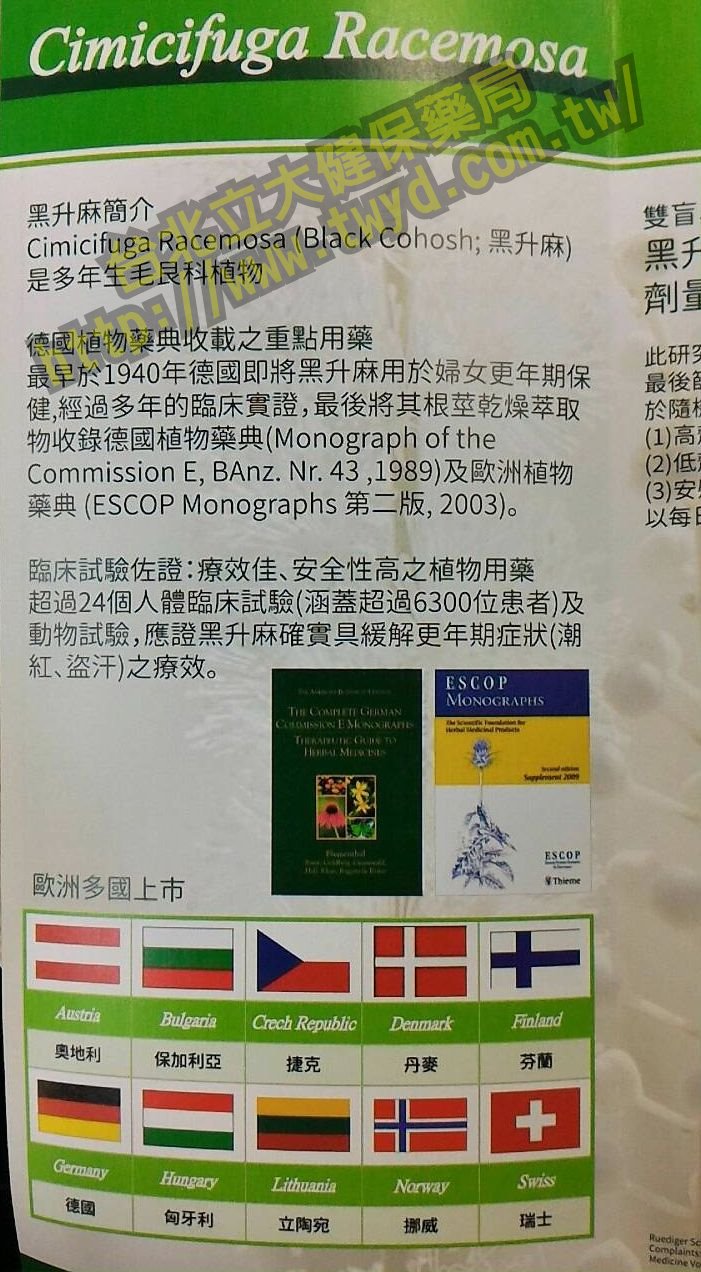 Cimicifuga Racemosa
台北立大健保藥局
http://www.twyd.com.tw/
黑升麻簡介
Cimicifuga Racemosa (Black Cohosh; 黑升麻)
是多年生毛艮科植物
德國植物藥典收載之重點用藥
最早於1940年德國即將黑升麻用於婦女更年期保
健,經過多年的臨床實證,最後將其根莖乾燥萃取
物收錄德國植物藥典(Monograph of the
Commission E, BAnz. Nr. 43 ,1989)及歐洲植物
藥典 (ESCOP Monographs 第二版, 2003)。
臨床試驗佐證:療效佳、安全性高之植物用藥
超過24個人體臨床試驗(涵蓋超過6300位患者)及
動物試驗,應證黑升麻確實具緩解更年期症狀(潮
紅、盜汗)之療效。
THE COMPLETE GERMAN
COMMISSION E MONOGRAPHS
THERAPEUTIC GUIDE TO
HERBAL MEDICINES
Blumenthal
ESCOP
MONOGRAPHS
The Scientific Foundation for
Herbal Medicinal Products
Second edition
Supplement 2009
ESCOP
Thieme
歐洲多國上市
Austria
Bulgaria
Crech Republic
Denmark
Finland
奧地利
保加利亞
捷克
丹麥
芬蘭
Germany
Hungary
Lithuania
Norway
Swiss
德國
匈牙利
立陶宛
挪威
瑞士
雙盲
黑升
劑量
此研究
最後
於隨機
(1)高
(2)低
(3)安
以每日
Ruediger Sc
Complaints
Medicine Vo